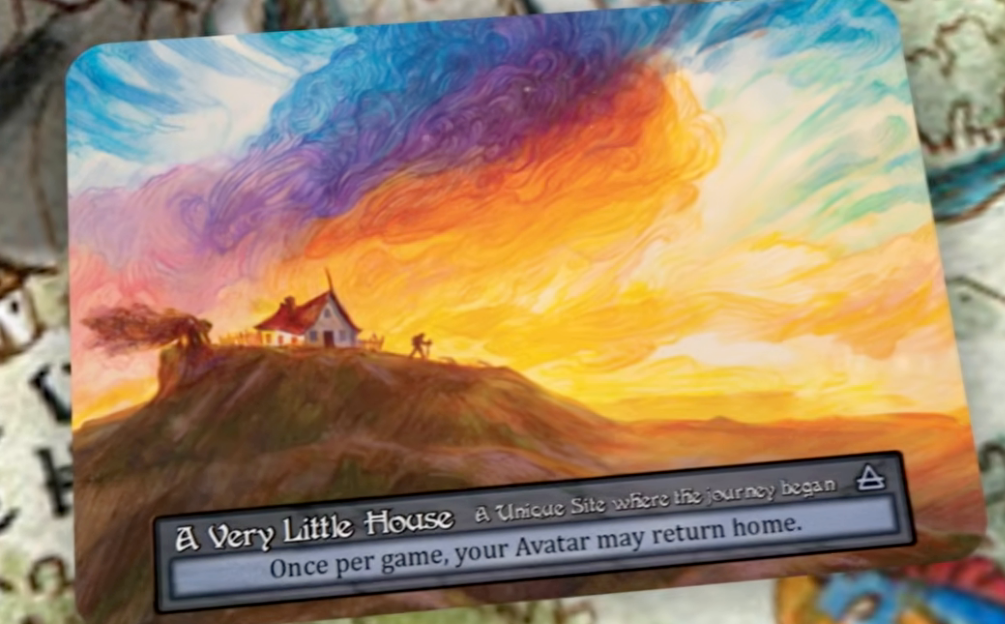 A Very Little House A Unique Site where the journey began
Once per game, your Avatar may return home.